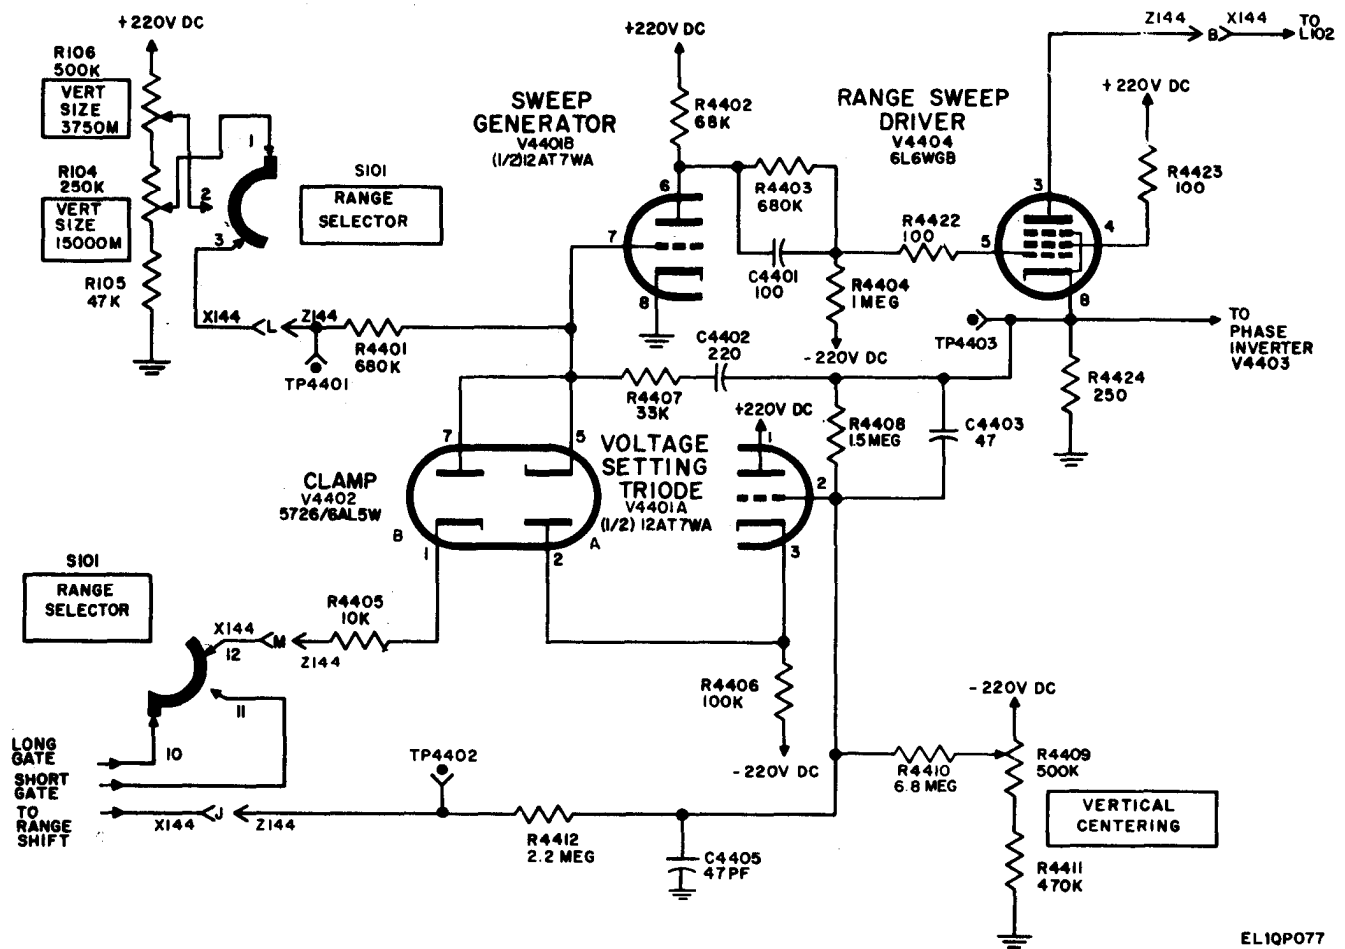 +220V DC
R106
500K
VERT
SIZE
3750M
R104
250K
VERT
SIZE
15000M
R105
47K
1
2
3
S101
RANGE
SELECTOR
X144
L
Z144
TP4401
R4401
680K
+220V DC
R4402
68K
SWEEP
GENERATOR
V4401B
(1/2)12AT7WA
6
7
8
R4403
680K
C4401
100
R4404
1MEG
-220V DC
RANGE SWEEP
DRIVER
V4404
6L6WGB
R4422
100
3
4
5
8
Z144
B
X144
TO
L102
+220V DC
R4423
100
TP4403
TO
PHASE
INVERTER
V4403
R4424
250
C4402
220
R4407
33K
+220V DC
R4408
1.5MEG
C4403
47
CLAMP
V4402
5726/6AL5W
7
5
B
1
2
A
VOLTAGE
SETTING
TRIODE
V4401A
(1/2) 12AT7WA
1
2
3
S101
RANGE
SELECTOR
X144
M
12
Z144
R4405
10K
11
10
LONG
GATE
SHORT
GATE
TO
RANGE
SHIFT
X144
J
Z144
TP4402
R4412
2.2 MEG
C4405
47PF
R4406
100K
-220V DC
R4410
6.8 MEG
-220V DC
R4409
500K
VERTICAL
CENTERING
R4411
470K
EL1QP077